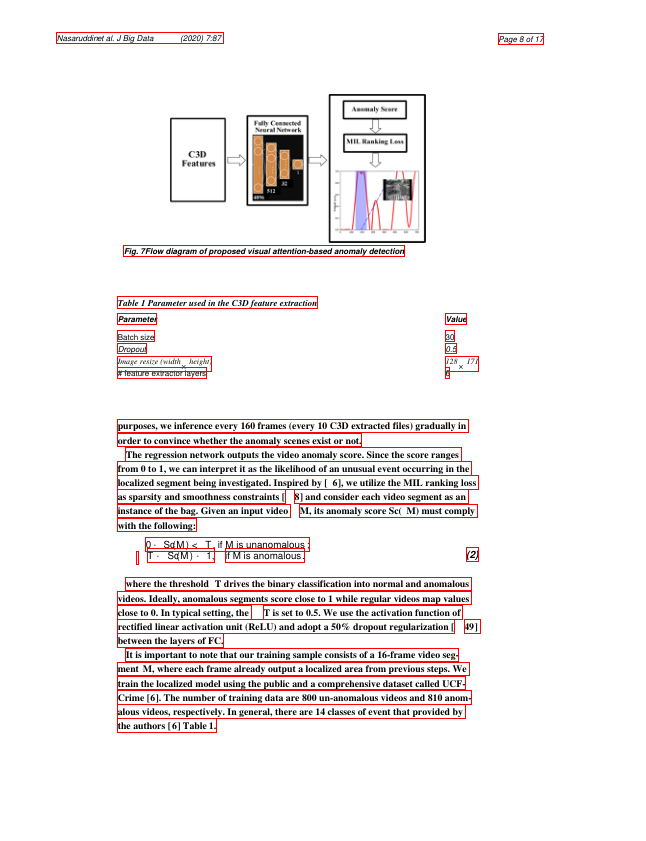 Nasaruddinet al. J Big Data (2020) 7:87
Page 8 of 17
C3D
Features
Fully Connected
Neural Network
4096
512
32
1
Anomaly Score
MIL Ranking Loss
Fig. 7Flow diagram of proposed visual attention-based anomaly detection
Table 1 Parameter used in the C3D feature extraction
Parameter Value
Batch size 30
Dropout 0.5
Image resize (width × height) 128 × 171
# feature extractor layers 6
purposes, we inference every 160 frames (every 10 C3D extracted files) gradually in
order to convince whether the anomaly scenes exist or not.
The regression network outputs the video anomaly score. Since the score ranges
from 0 to 1, we can interpret it as the likelihood of an unusual event occurring in the
localized segment being investigated. Inspired by [ 6], we utilize the MIL ranking loss
as sparsity and smoothness constraints [ 8] and consider each video segment as an
instance of the bag. Given an input video M, its anomaly score Sc( M) must comply
with the following:
0 - Sc(M) < T, if M is unanomalous ;
T - Sc(M) - 1. if M is anomalous.
(2)
where the threshold T drives the binary classification into normal and anomalous
videos. Ideally, anomalous segments score close to 1 while regular videos map values
close to 0. In typical setting, the T is set to 0.5. We use the activation function of
rectified linear activation unit (ReLU) and adopt a 50% dropout regularization [ 49]
between the layers of FC.
It is important to note that our training sample consists of a 16-frame video seg-
ment M, where each frame already output a localized area from previous steps. We
train the localized model using the public and a comprehensive dataset called UCF-
Crime [6]. The number of training data are 800 un-anomalous videos and 810 anom-
alous videos, respectively. In general, there are 14 classes of event that provided by
the authors [6] Table 1.